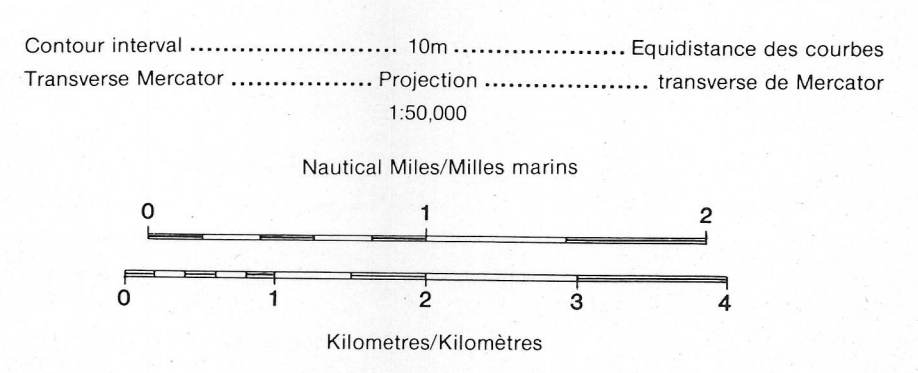 Contour interval ........................ 10m .................... Equidistance des courbes
Transverse Mercator ............... Projection ................... transverse de Mercator
1:50,000
Nautical Miles/Milles marins
0 1 2
0 1 2 3 4
Kilometres/Kilomètres